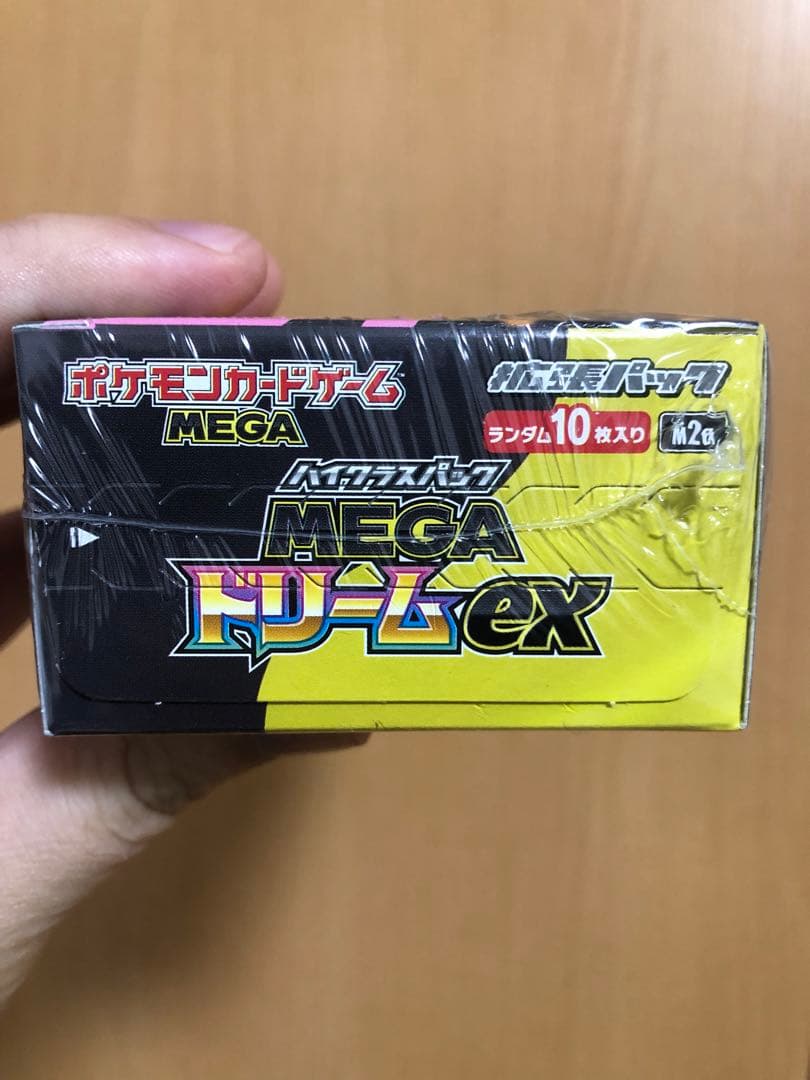 ポケモンカードゲーム
MEGA
拡張パック
ランダム10枚入り
M2a
ハイクラスパック
MEGA
ドリームex